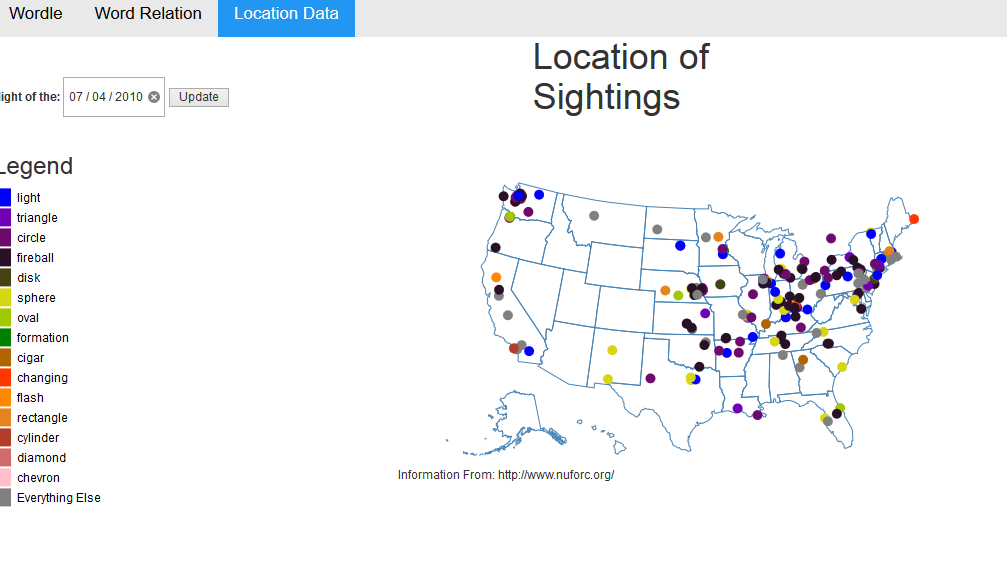 Wordle Word Relation Location Data
Location of
Sightings
light of the: 07 / 04 / 2010 Update
Legend
light
triangle
circle
fireball
disk
sphere
oval
formation
cigar
changing
flash
rectangle
cylinder
diamond
chevron
Everything Else
Information From: http://www.nuforc.org/